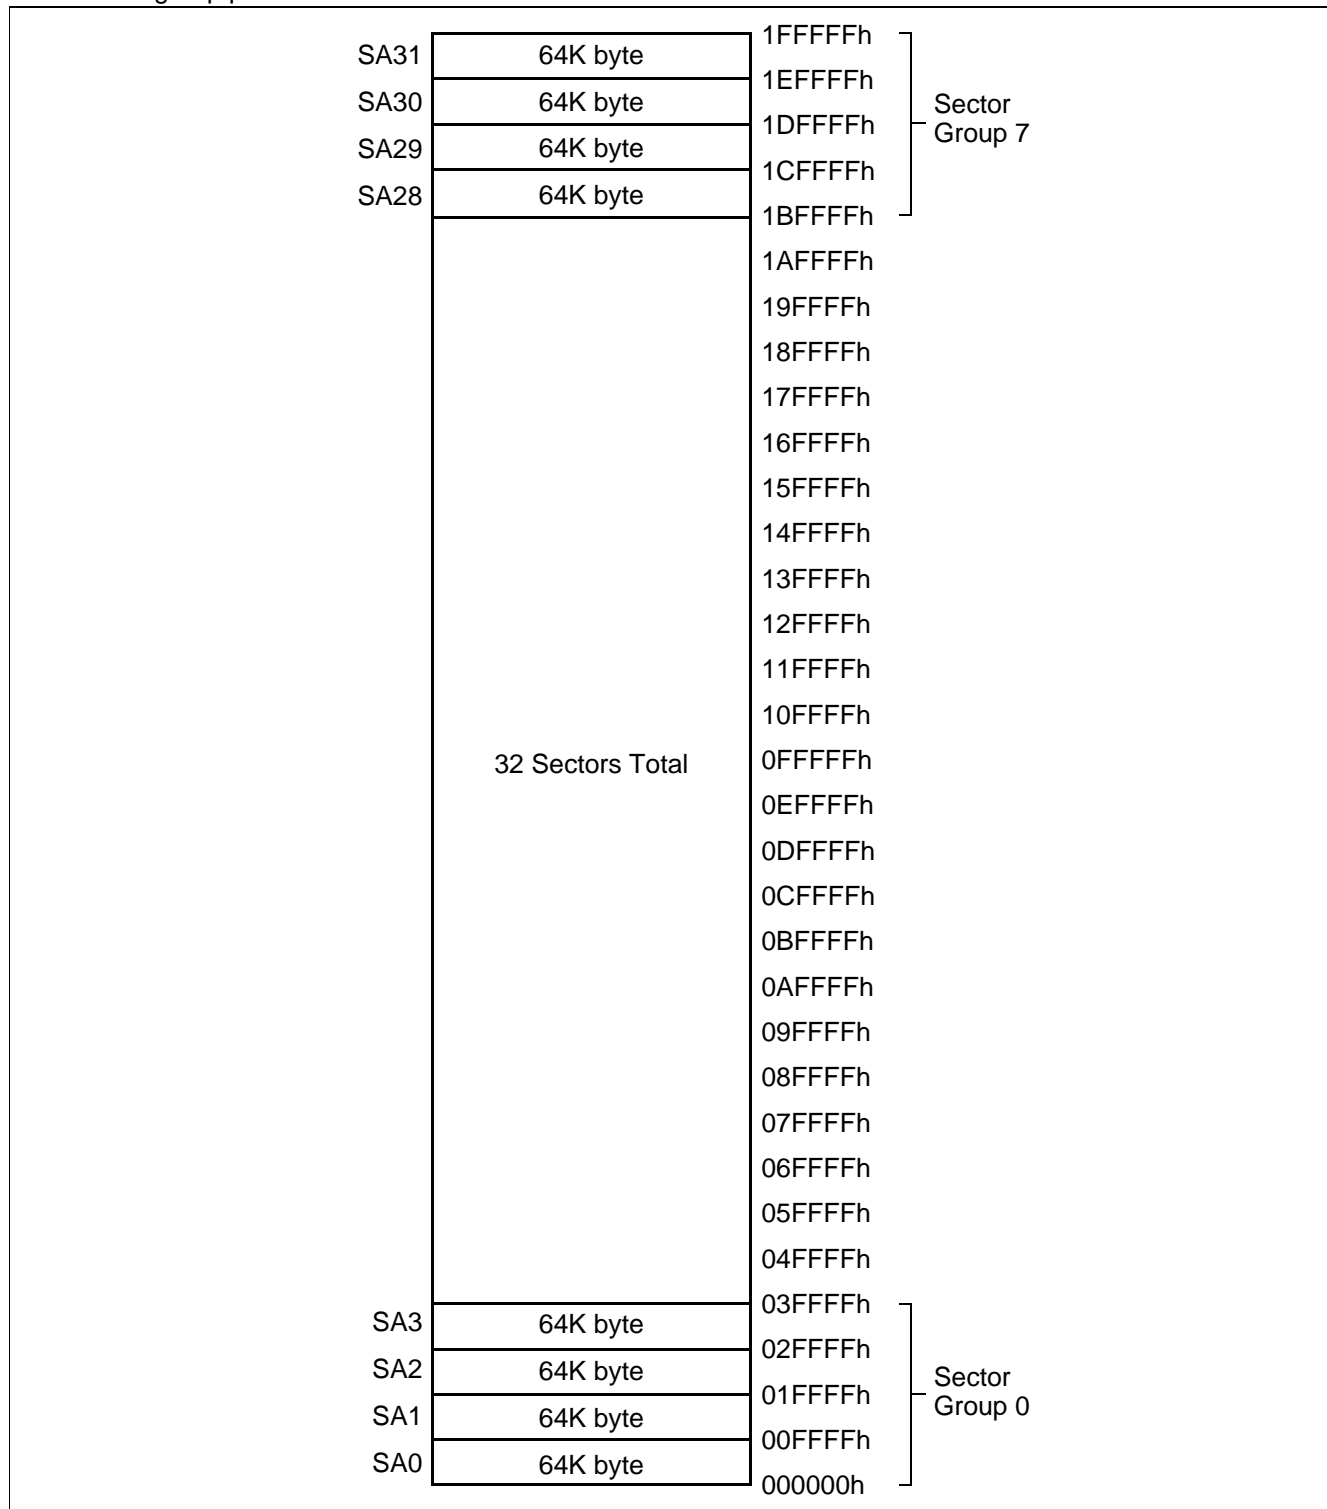 1FFFFFh
SA31 64K byte
1EFFFFh
SA30 64K byte
Sector
1DFFFFh
Group 7
SA29 64K byte
1CFFFFh
SA28 64K byte
1BFFFFh
1AFFFFh
19FFFFh
18FFFFh
17FFFFh
16FFFFh
15FFFFh
14FFFFh
13FFFFh
12FFFFh
11FFFFh
10FFFFh
32 Sectors Total 0FFFFFh
0EFFFFh
0DFFFFh
0CFFFFh
0BFFFFh
0AFFFFh
09FFFFh
08FFFFh
07FFFFh
06FFFFh
05FFFFh
04FFFFh
03FFFFh
SA3 64K byte
02FFFFh
SA2 64K byte
Sector
01FFFFh
Group 0
SA1 64K byte
00FFFFh
SA0 64K byte
000000h